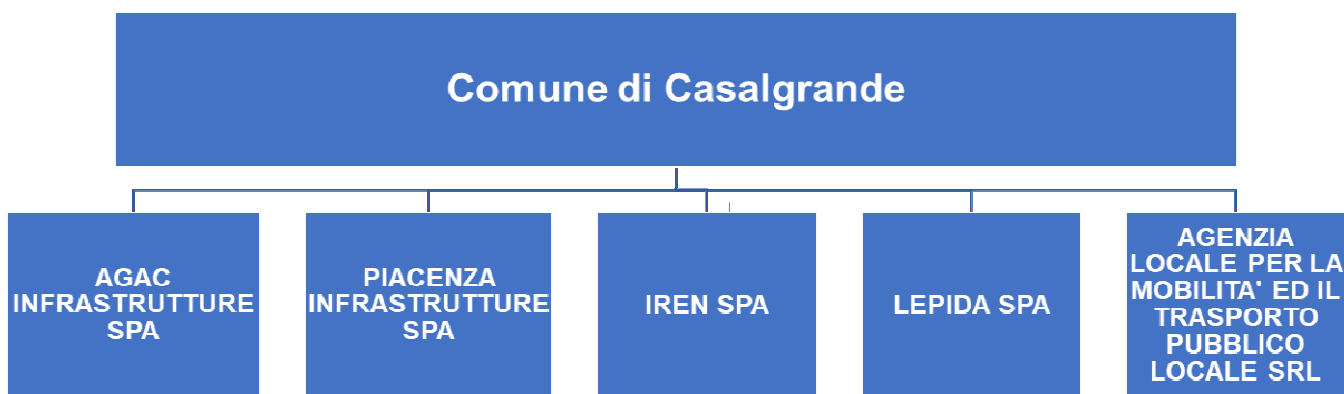 Comune di Casalgrande
AGAC
INFRASTRUTTURE
SPA
PIACENZA
INFRASTRUTTURE
SPA
IREN SPA
LEPIDA SPA
AGENZIA
LOCALE PER LA
MOBILITA' ED IL
TRASPORTO
PUBBLICO
LOCALE SRL